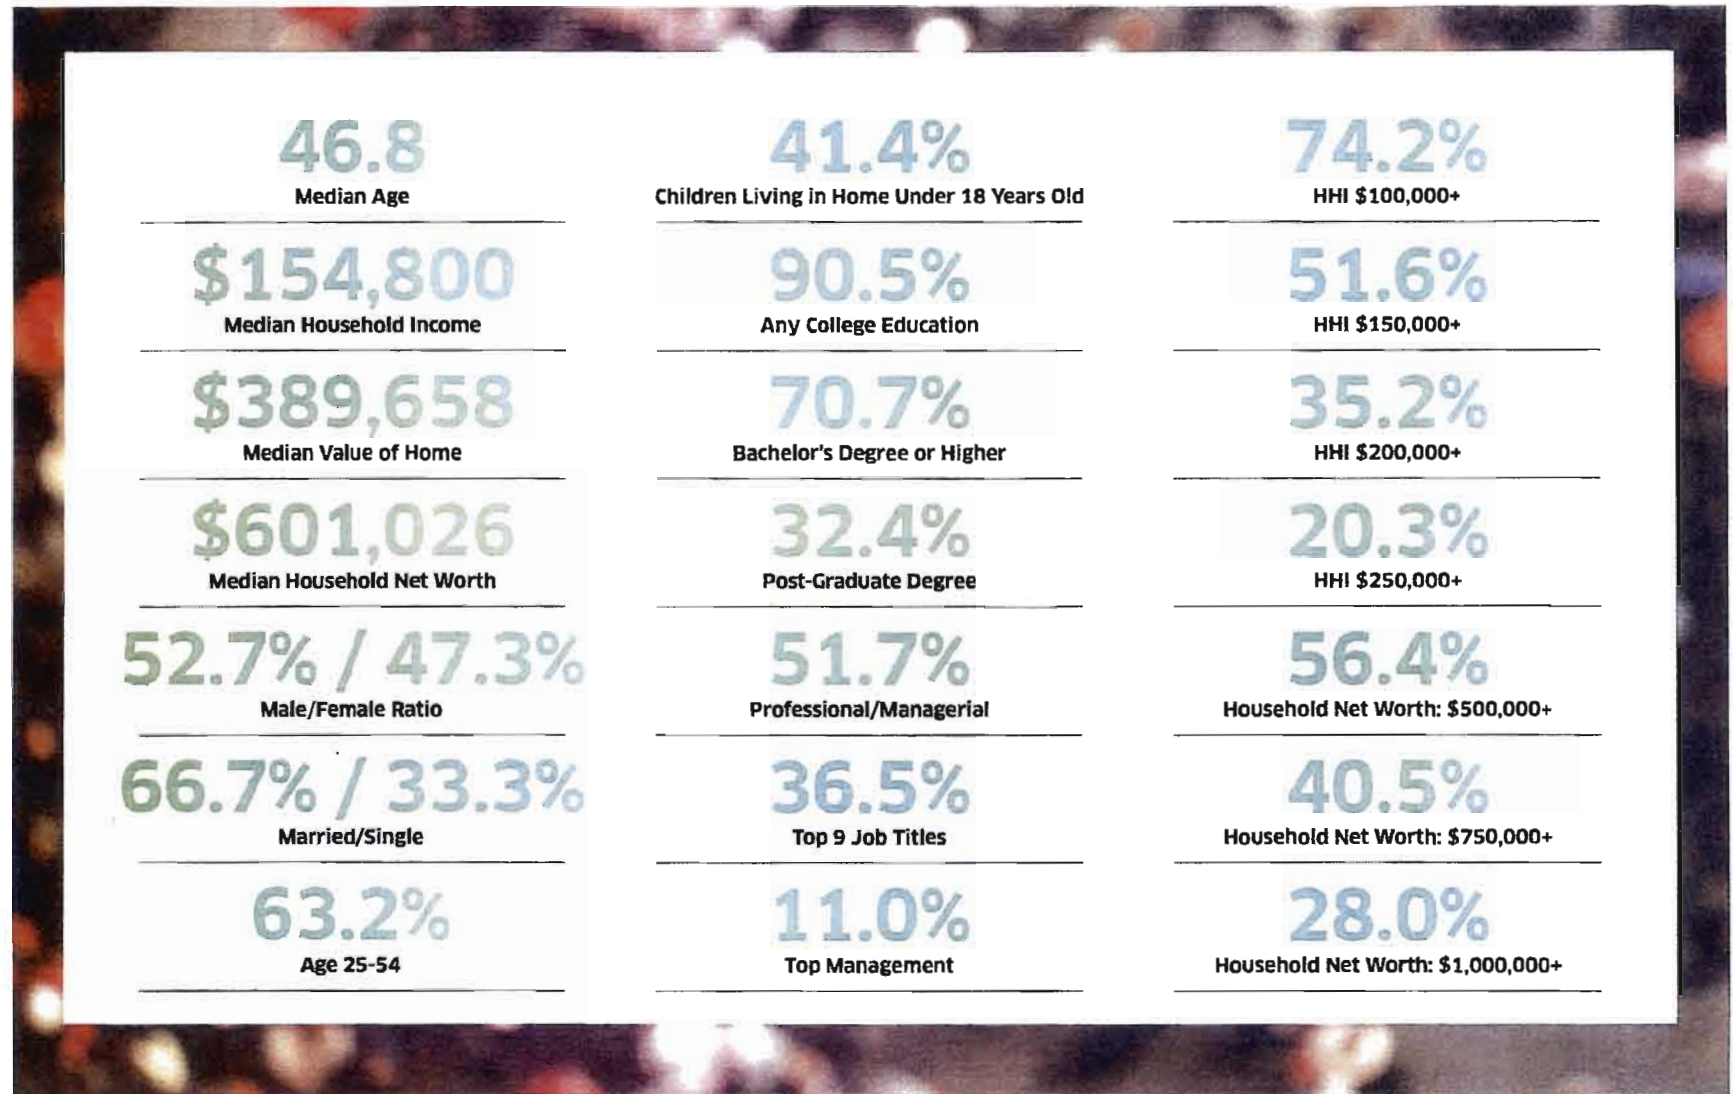 46.8
Median Age
$154,800
Median Household Income
$389,658
Median Value of Home
$601,026
Median Household Net Worth
52.7% / 47.3%
Male/Female Ratio
66.7% / 33.3%
Married/Single
63.2%
Age 25-54
41.4%
Children Living in Home Under 18 Years Old
90.5%
Any College Education
70.7%
Bachelor's Degree or Higher
32.4%
Post-Graduate Degree
51.7%
Professional/Managerial
36.5%
Top 9 Job Titles
11.0%
Top Management
74.2%
HHI $100,000+
51.6%
HHI $150,000+
35.2%
HHI $200,000+
20.3%
HHI $250,000+
56.4%
Household Net Worth: $500,000+
40.5%
Household Net Worth: $750,000+
28.0%
Household Net Worth: $1,000,000+